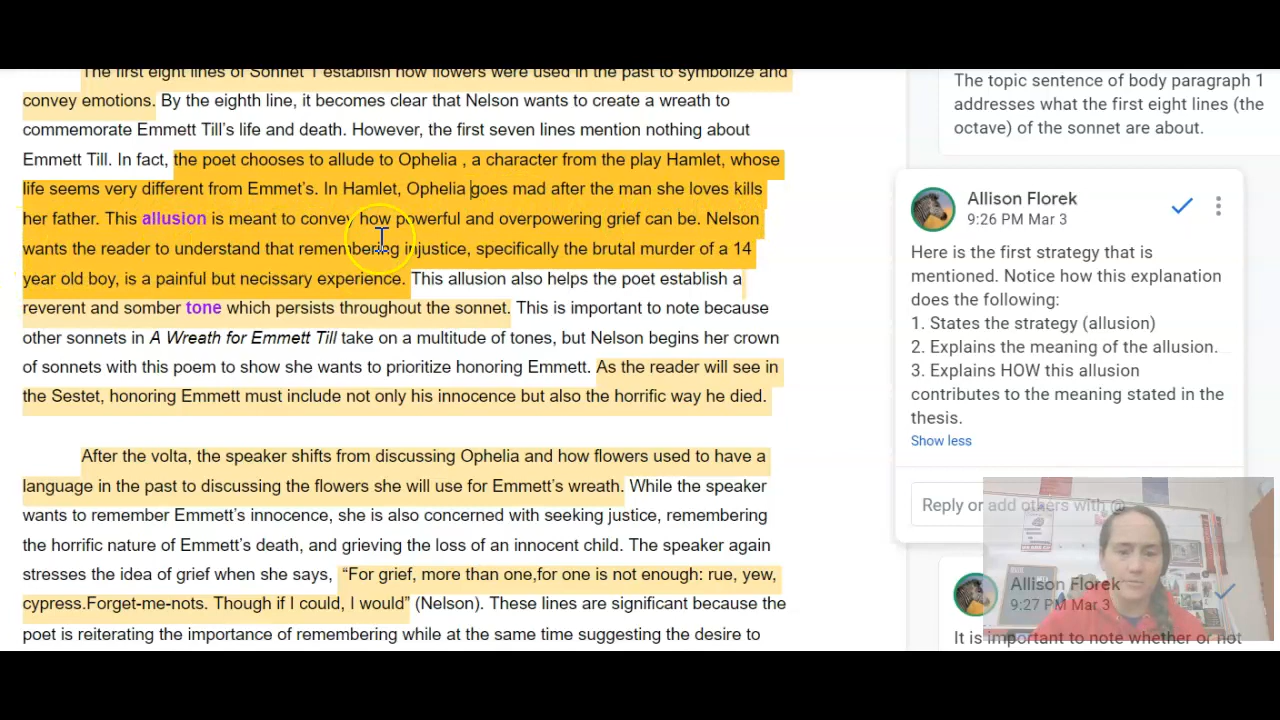 The first eight lines of Sonnet 1 establish how flowers were used in the past to symbolize and
convey emotions. By the eighth line, it becomes clear that Nelson wants to create a wreath to
commemorate Emmett Till's life and death. However, the first seven lines mention nothing about
Emmett Till. In fact, the poet chooses to allude to Ophelia , a character from the play Hamlet, whose
life seems very different from Emmet's. In Hamlet, Ophelia goes mad after the man she loves kills
her father. This allusion is meant to convey how powerful and overpowering grief can be. Nelson
wants the reader to understand that remembering injustice, specifically the brutal murder of a 14
year old boy, is a painful but necissary experience. This allusion also helps the poet establish a
reverent and somber tone which persists throughout the sonnet. This is important to note because
other sonnets in A Wreath for Emmett Till take on a multitude of tones, but Nelson begins her crown
of sonnets with this poem to show she wants to prioritize honoring Emmett. As the reader will see in
the Sestet, honoring Emmett must include not only his innocence but also the horrific way he died.
After the volta, the speaker shifts from discussing Ophelia and how flowers used to have a
language in the past to discussing the flowers she will use for Emmett's wreath. While the speaker
wants to remember Emmett's innocence, she is also concerned with seeking justice, remembering
the horrific nature of Emmett's death, and grieving the loss of an innocent child. The speaker again
stresses the idea of grief when she says, “For grief, more than one,for one is not enough: rue, yew,
cypress.Forget-me-nots. Though if I could, I would” (Nelson). These lines are significant because the
poet is reiterating the importance of remembering while at the same time suggesting the desire to
The topic sentence of body paragraph 1
addresses what the first eight lines (the
octave) of the sonnet are about.
Allison Florek
9:26 PM Mar 3
Here is the first strategy that is
mentioned. Notice how this explanation
does the following:
1. States the strategy (allusion)
2. Explains the meaning of the allusion.
3. Explains HOW this allusion
contributes to the meaning stated in the
thesis.
Show less
Reply or add others with @
Allison Florek
9:27 PM Mar 3
It is important to note whether or not